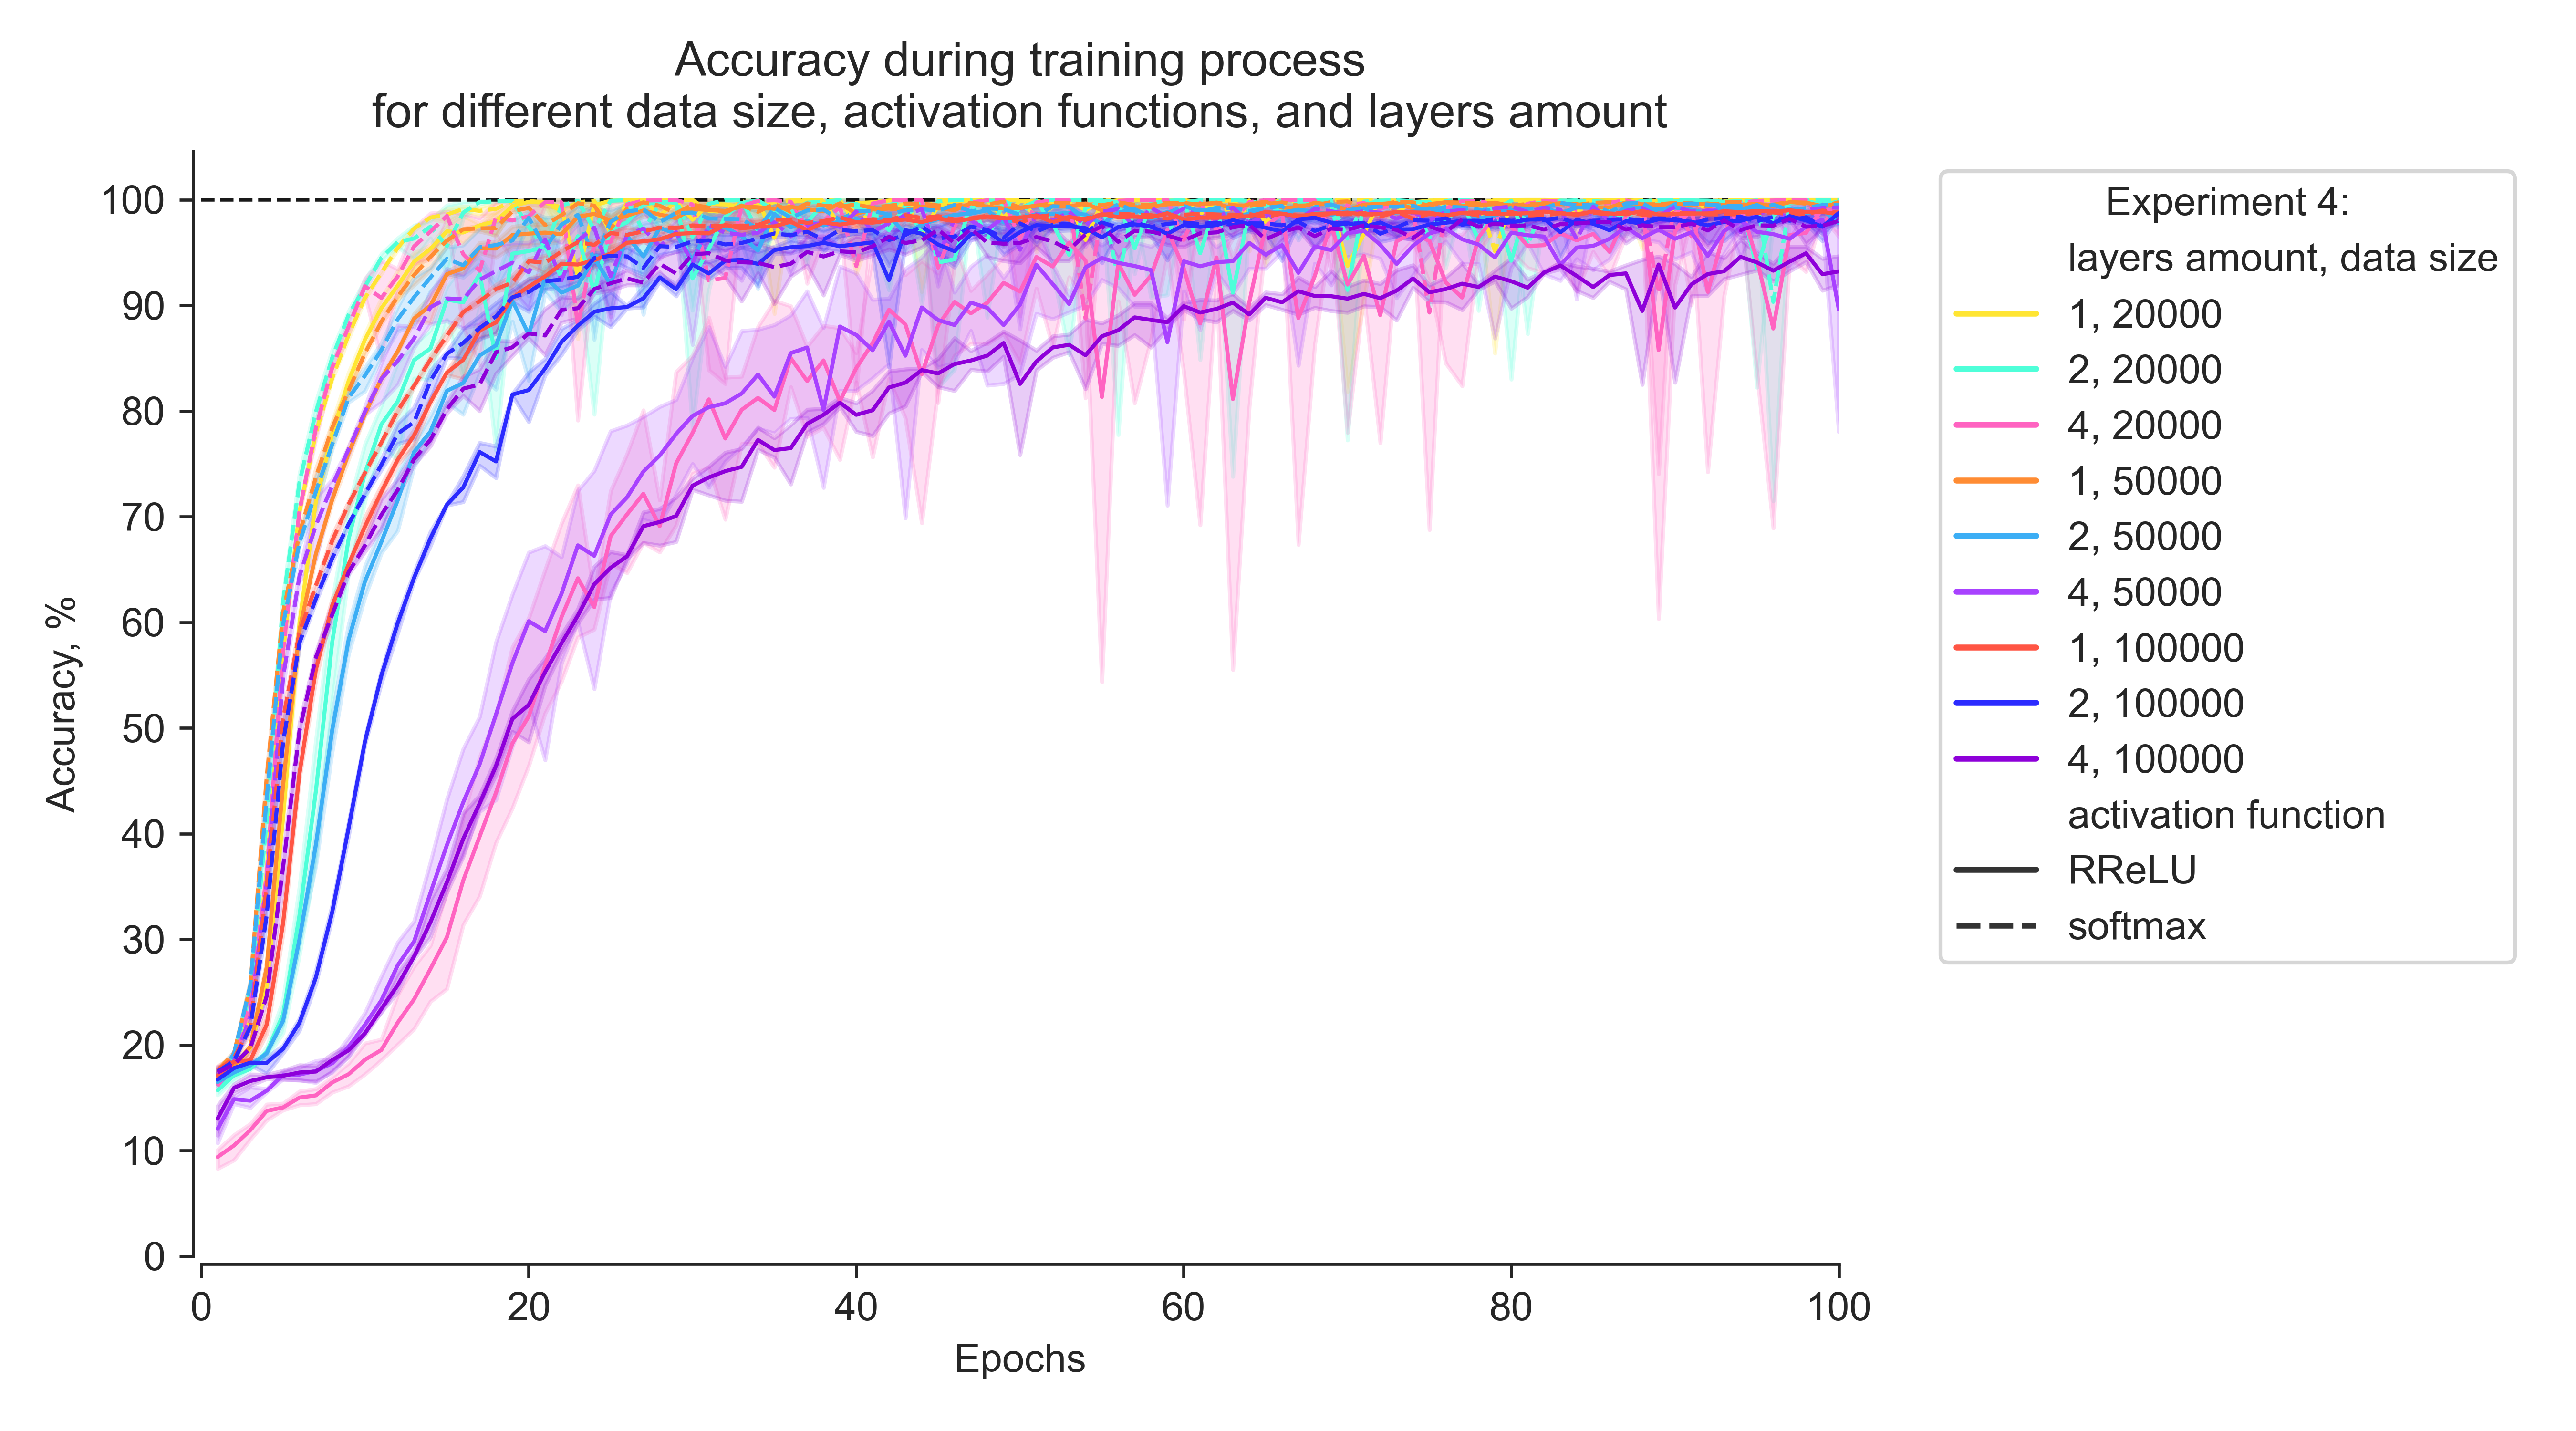 Accuracy during training process
for different data size, activation functions, and layers amount
Accuracy, %
100
90
80
70
60
50
40
30
20
10
0
0 20 40 60 80 100
Epochs
Experiment 4:
layers amount, data size
1, 20000
2, 20000
4, 20000
1, 50000
2, 50000
4, 50000
1, 100000
2, 100000
4, 100000
activation function
RReLU
softmax